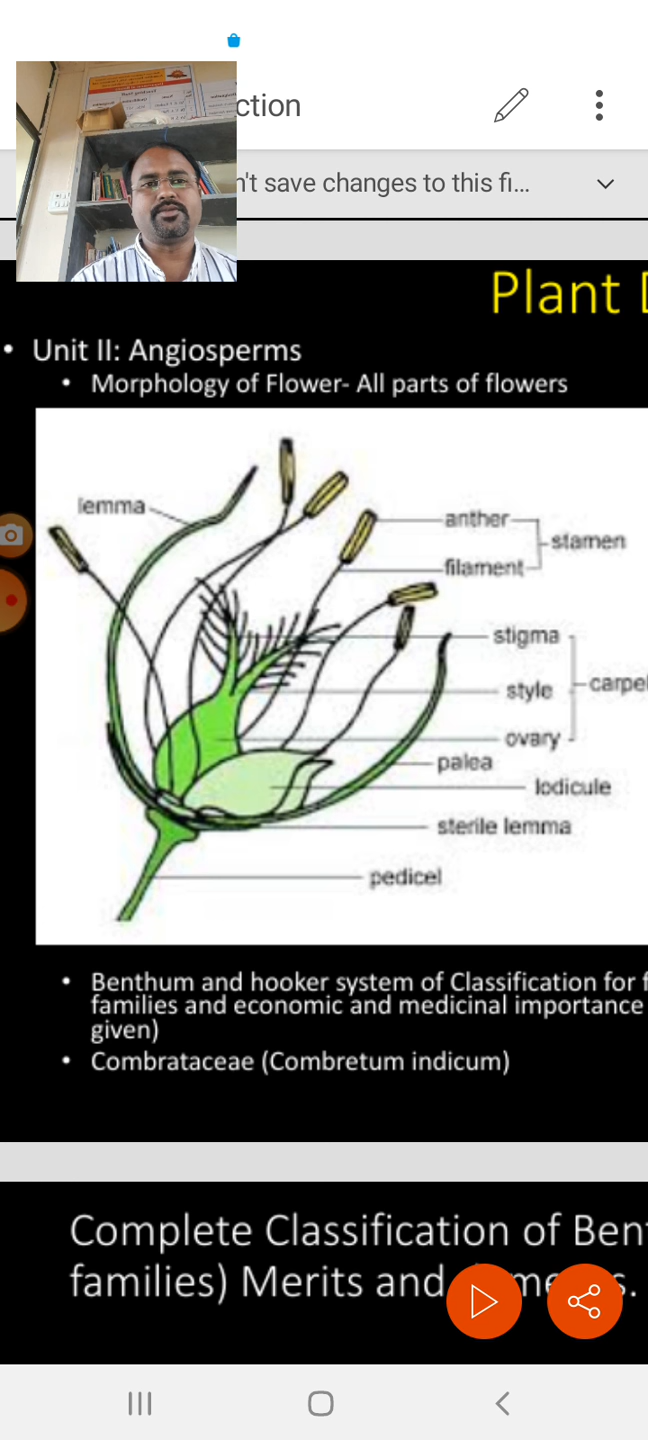 ction
n't save changes to this fi...
Plant
• Unit II: Angiosperms
• Morphology of Flower- All parts of flowers
lemma
anther
stamen
filament
stigma
style
carpel
ovary
palea
lodicule
sterile lemma
pedicel
• Benthum and hooker system of Classification for f
families and economic and medicinal importance
given)
• Combrataceae (Combretum indicum)
Complete Classification of Ben
families) Merits and